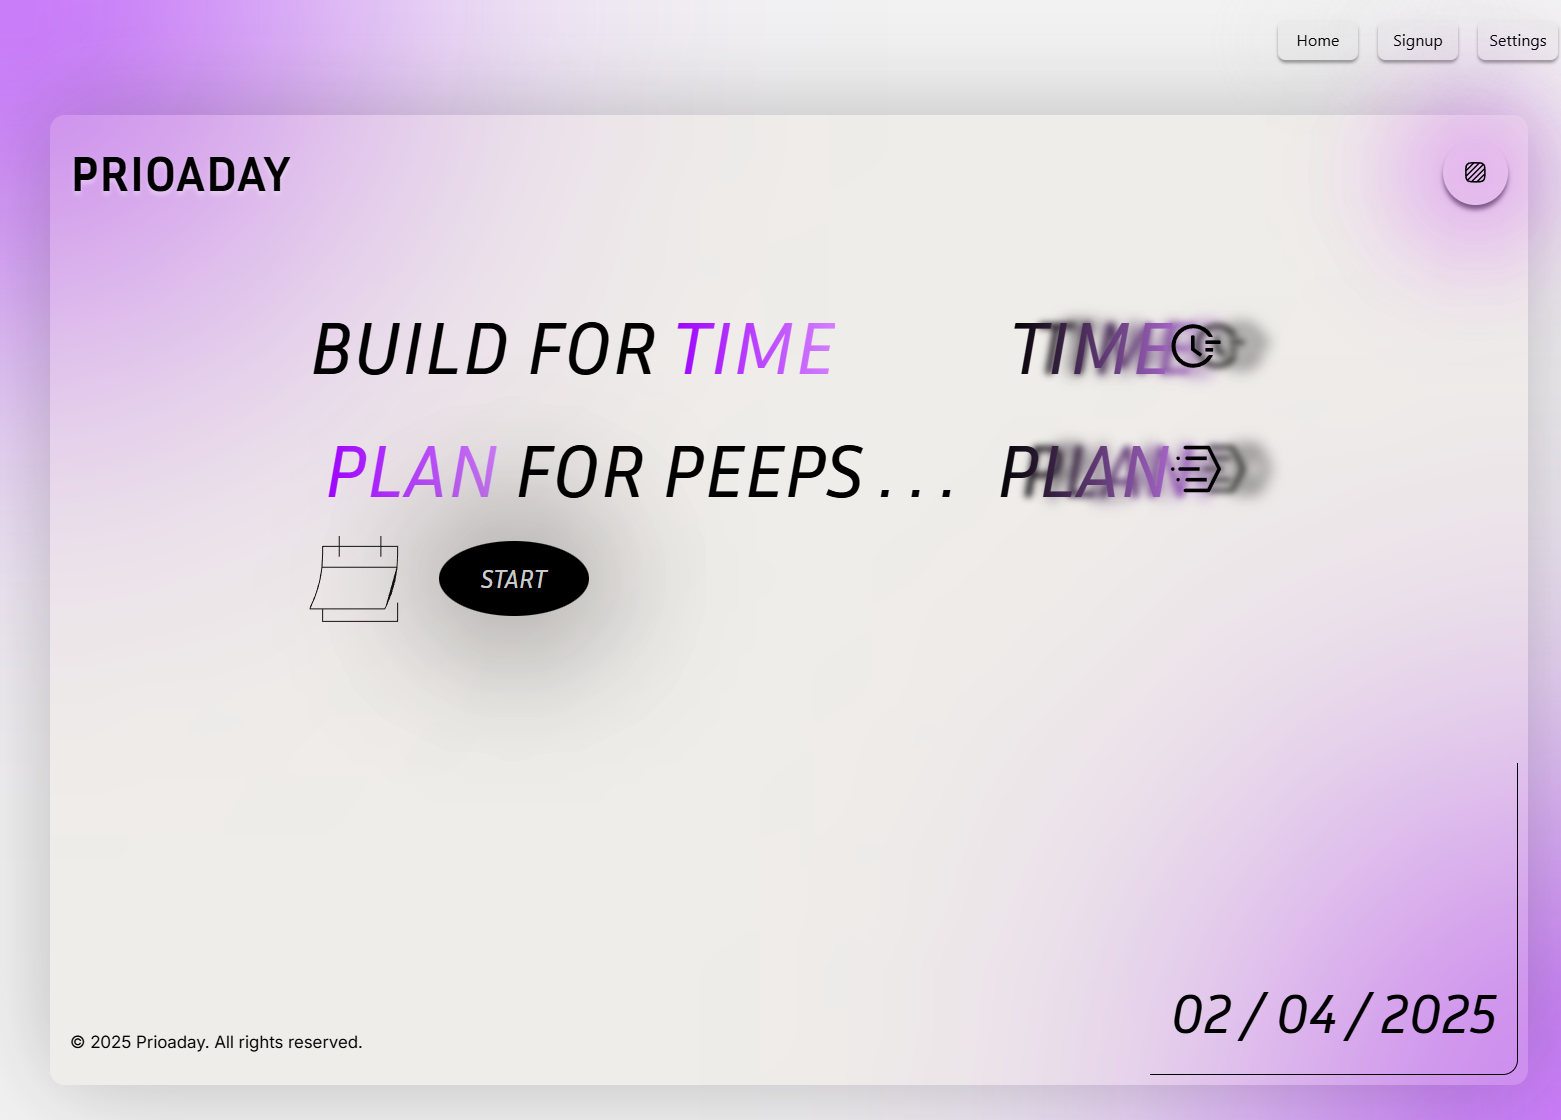 Home Signup Settings
PRIOADAY
BUILD FOR TIME TIME
PLAN FOR PEEPS . . . PLAN
START
02 / 04 / 2025
© 2025 Prioaday. All rights reserved.